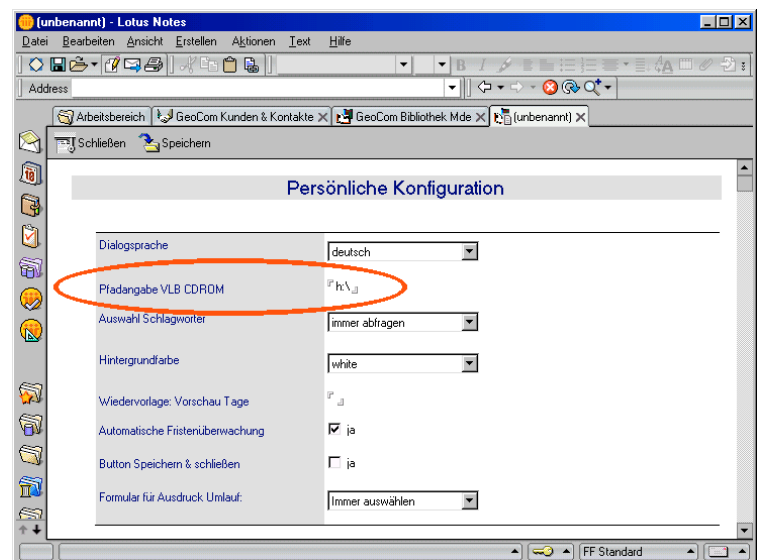 (unbenannt) - Lotus Notes
Datei Bearbeiten Ansicht Erstellen Aktionen Text Hilfe
Address
Arbeitsbereich GeoCom Kunden & Kontakte GeoCom Bibliothek Mde (unbenannt)
Schließen Speichern
Persönliche Konfiguration
Dialogsprache deutsch
Pfadangabe VLB CDROM h:\
Auswahl Schlagwörter immer abfragen
Hintergrundfarbe white
Wiedervorlage: Vorschau Tage
Automatische Fristenüberwachung ja
Button Speichern & schließen ja
Formular für Ausdruck Umlauf: Immer auswählen
FF Standard